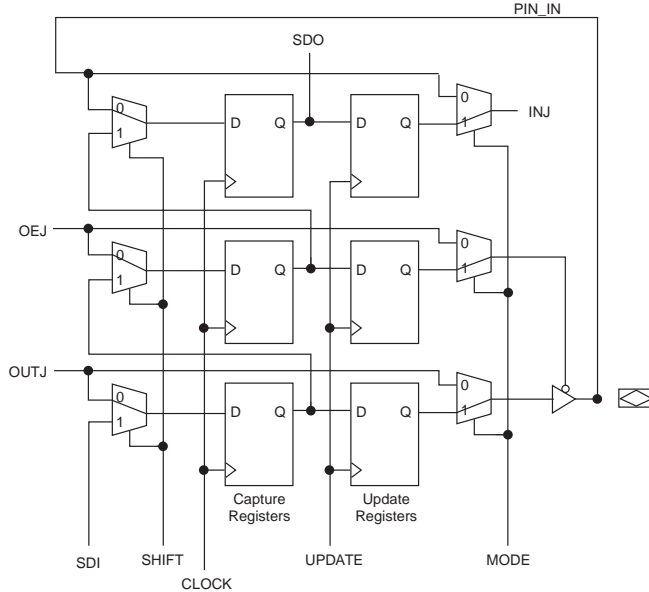 PIN_IN
SDO
0
1
D Q
D Q
0
1
INJ
OEJ
0
1
D Q
D Q
0
1
OUTJ
0
1
D Q
D Q
0
1
Capture
Registers
Update
Registers
SDI
SHIFT
CLOCK
UPDATE
MODE